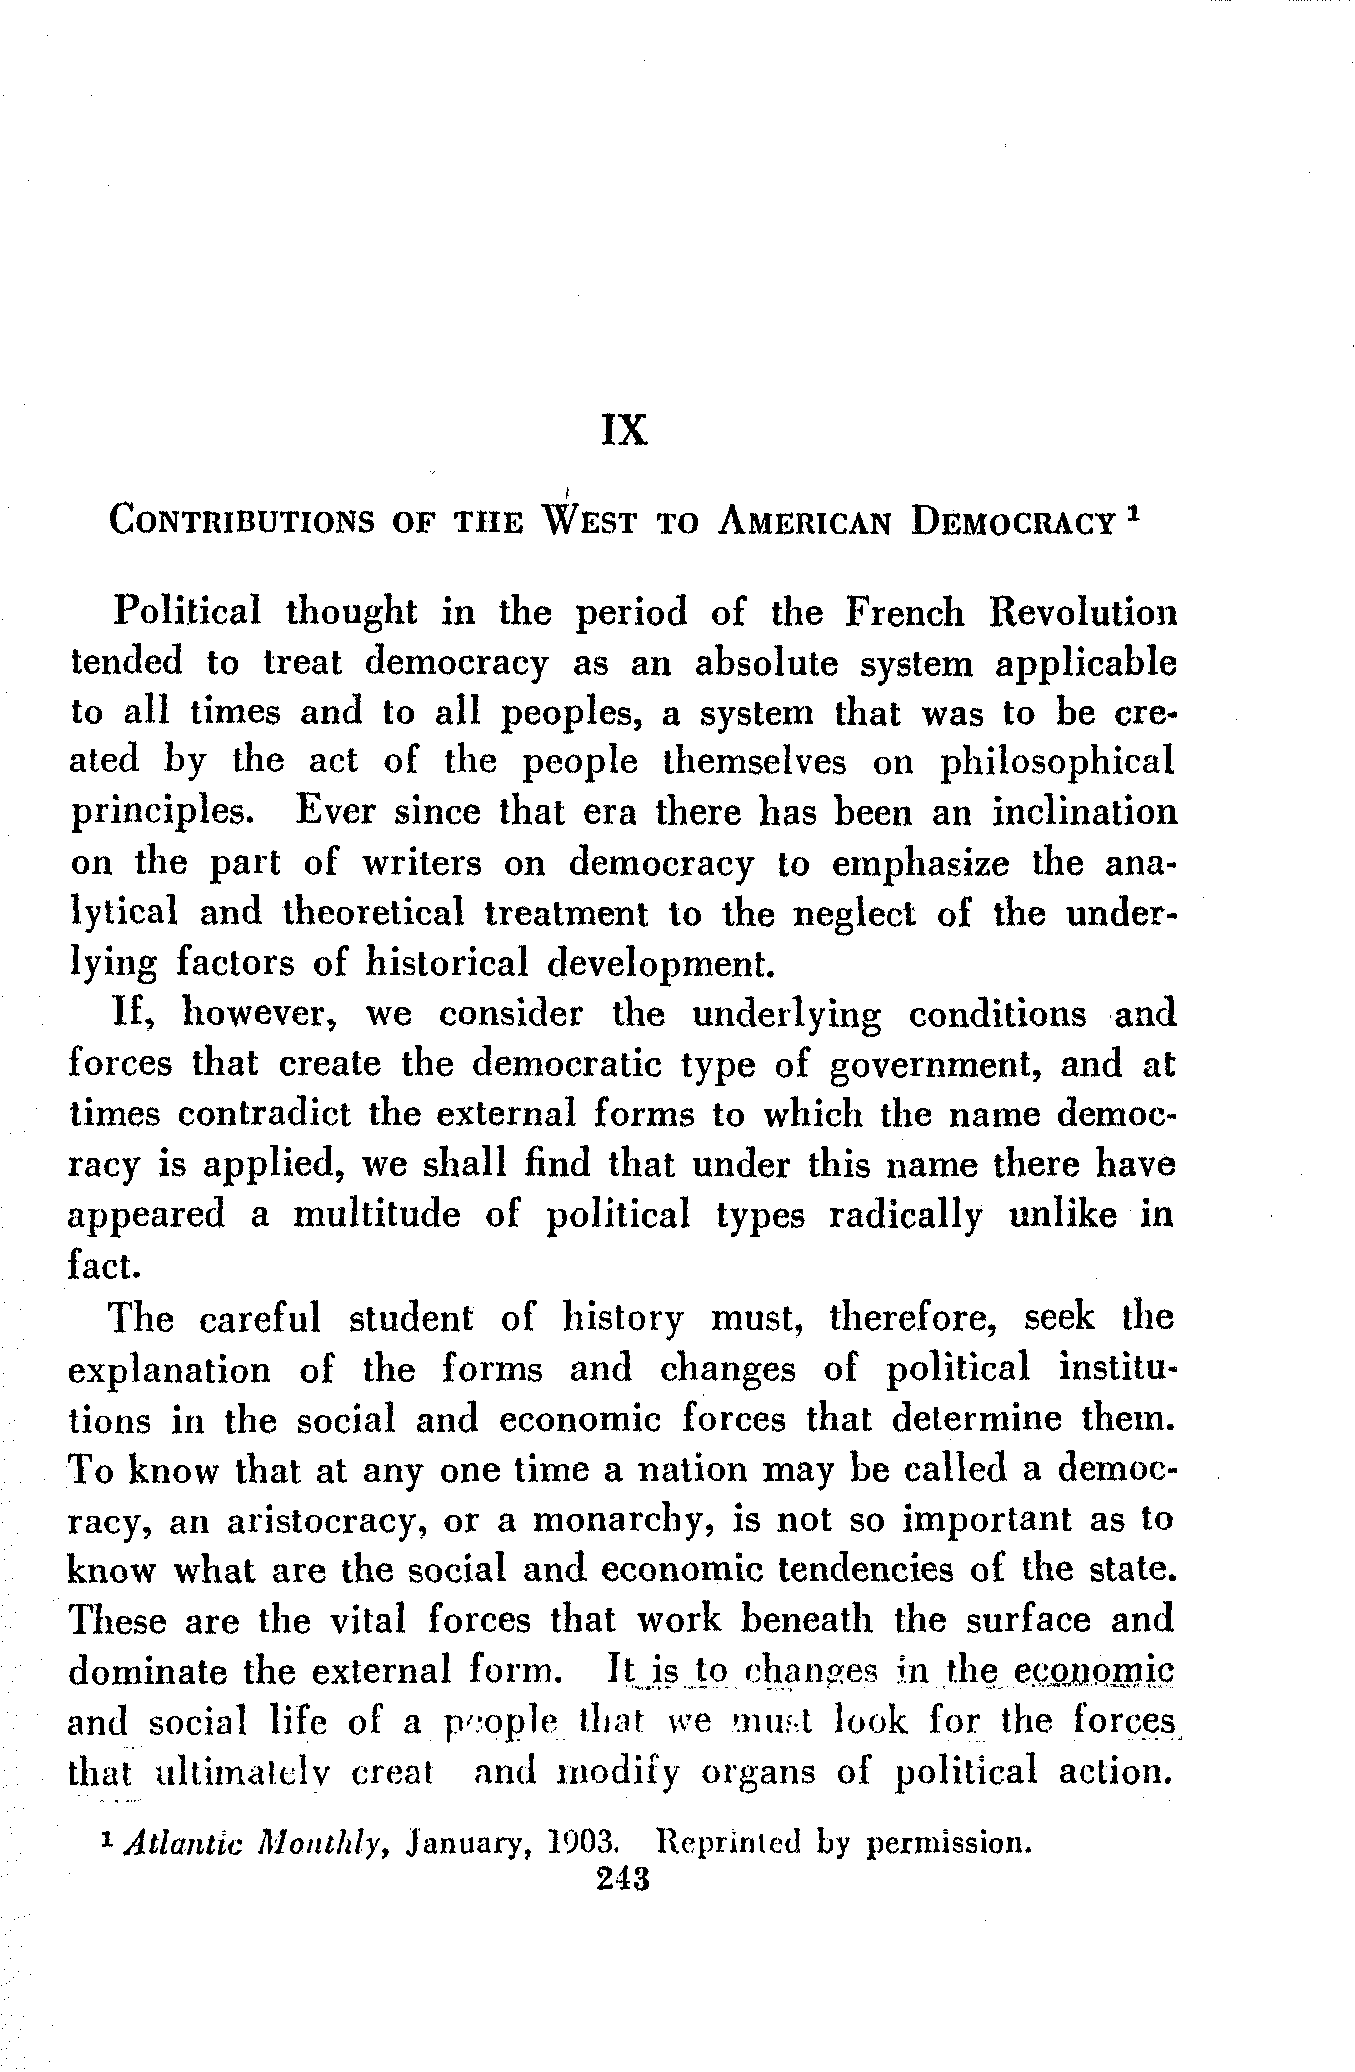 IX
CONTRIBUTIONS OF THE WEST TO AMERICAN DEMOCRACY ¹
Political thought in the period of the French Revolution
tended to treat democracy as an absolute system applicable
to all times and to all peoples, a system that was to be cre-
ated by the act of the people themselves on philosophical
principles. Ever since that era there has been an inclination
on the part of writers on democracy to emphasize the ana-
lytical and theoretical treatment to the neglect of the under-
lying factors of historical development.
If, however, we consider the underlying conditions and
forces that create the democratic type of government, and at
times contradict the external forms to which the name democ-
racy is applied, we shall find that under this name there have
appeared a multitude of political types radically unlike in
fact.
The careful student of history must, therefore, seek the
explanation of the forms and changes of political institu-
tions in the social and economic forces that determine them.
To know that at any one time a nation may be called a democ-
racy, an aristocracy, or a monarchy, is not so important as to
know what are the social and economic tendencies of the state.
These are the vital forces that work beneath the surface and
dominate the external form. It is to changes in the economic
and social life of a people that we must look for the forces
that ultimately creat and modify organs of political action.
¹ Atlantic Monthly, January, 1903. Reprinted by permission.
243